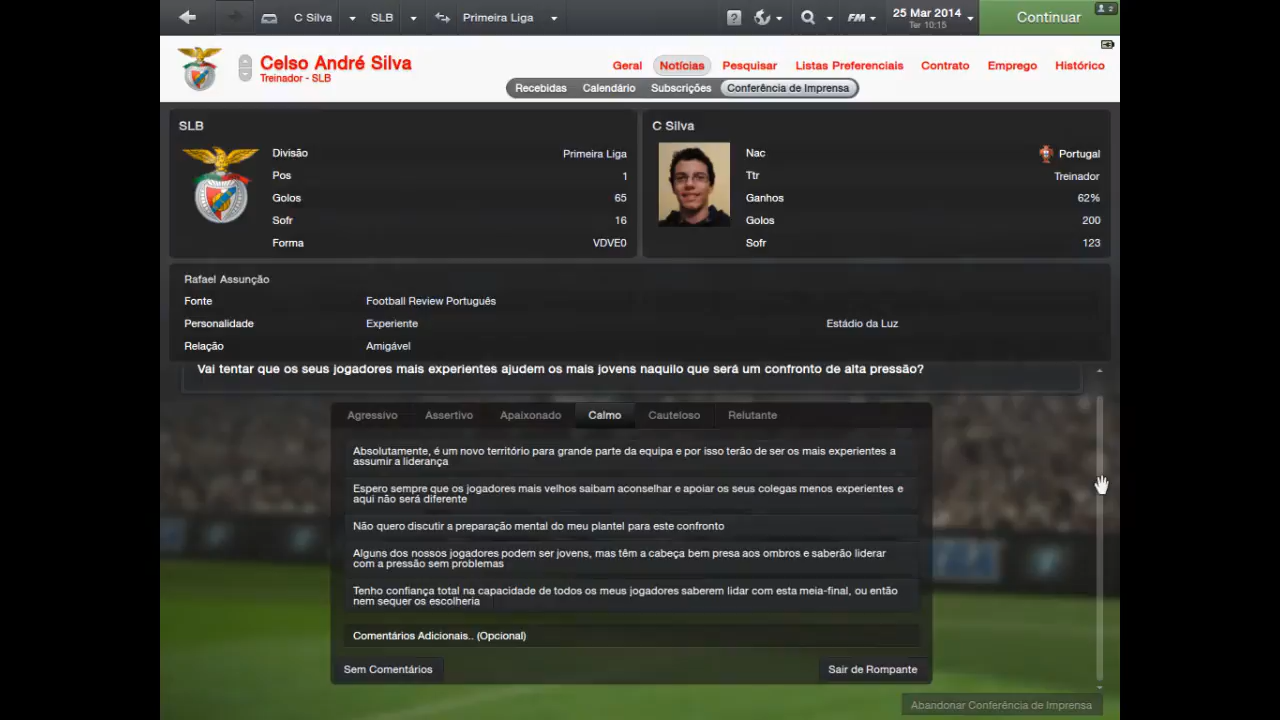 C Silva
SLB
Primeira Liga
?
FM
25 Mar 2014
Ter 10:15
Continuar
2
Celso André Silva
Treinador - SLB
Geral
Notícias
Pesquisar
Listas Preferenciais
Contrato
Emprego
Histórico
Recebidas
Calendário
Subscrições
Conferência de Imprensa
SLB
Divisão Primeira Liga
Pos 1
Golos 65
Sofr 16
Forma VDVE0
C Silva
Nac Portugal
Ttr Treinador
Ganhos 62%
Golos 200
Sofr 123
Rafael Assunção
Fonte Football Review Português
Personalidade Experiente Estádio da Luz
Relação Amigável
Vai tentar que os seus jogadores mais experientes ajudem os mais jovens naquilo que será um confronto de alta pressão?
Agressivo
Assertivo
Apaixonado
Calmo
Cauteloso
Relutante
Absolutamente, é um novo território para grande parte da equipa e por isso terão de ser os mais experientes a
assumir a liderança
Espero sempre que os jogadores mais velhos saibam aconselhar e apoiar os seus colegas menos experientes e
aqui não será diferente
Não quero discutir a preparação mental do meu plantel para este confronto
Alguns dos nossos jogadores podem ser jovens, mas têm a cabeça bem presa aos ombros e saberão liderar
com a pressão sem problemas
Tenho confiança total na capacidade de todos os meus jogadores saberem lidar com esta meia-final, ou então
nem sequer os escolheria
Comentários Adicionais.. (Opcional)
Sem Comentários
Sair de Rompante
Abandonar Conferência de Imprensa